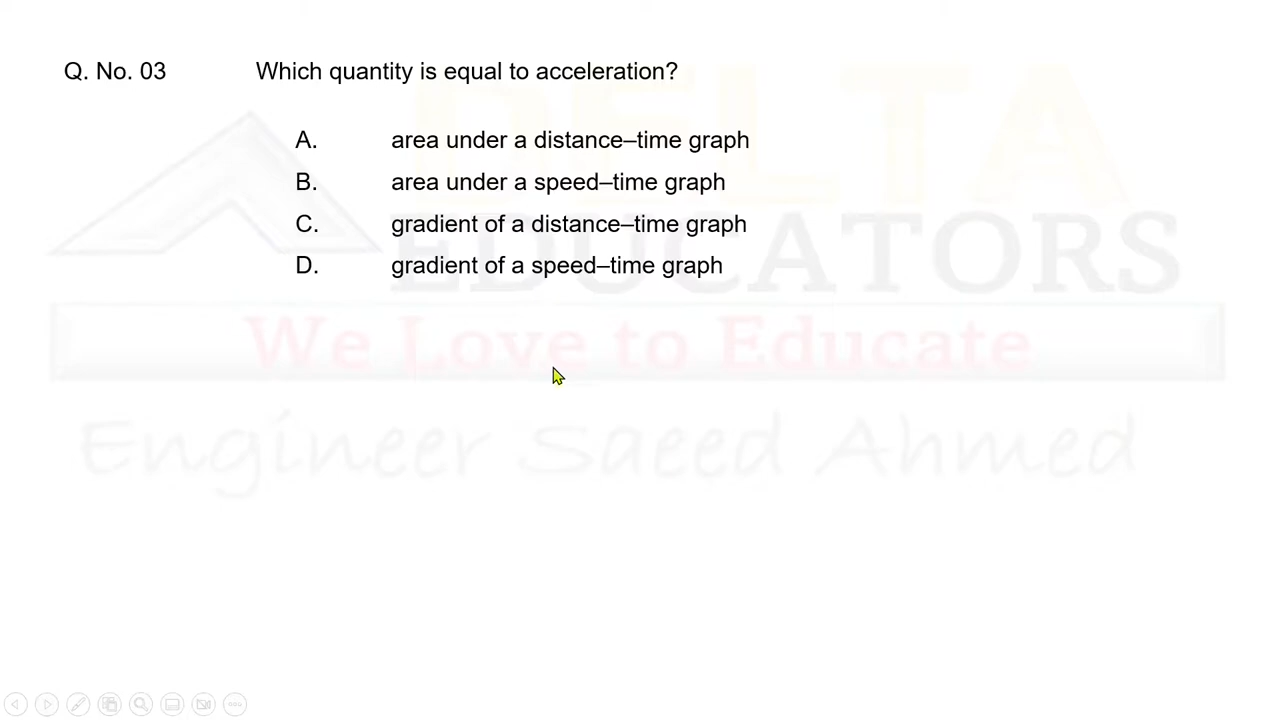 Q. No. 03 Which quantity is equal to acceleration?
A. area under a distance–time graph
B. area under a speed–time graph
C. gradient of a distance–time graph
D. gradient of a speed–time graph
DELTA
EDUCATORS
We Love to Educate
Engineer Saeed Ahmed